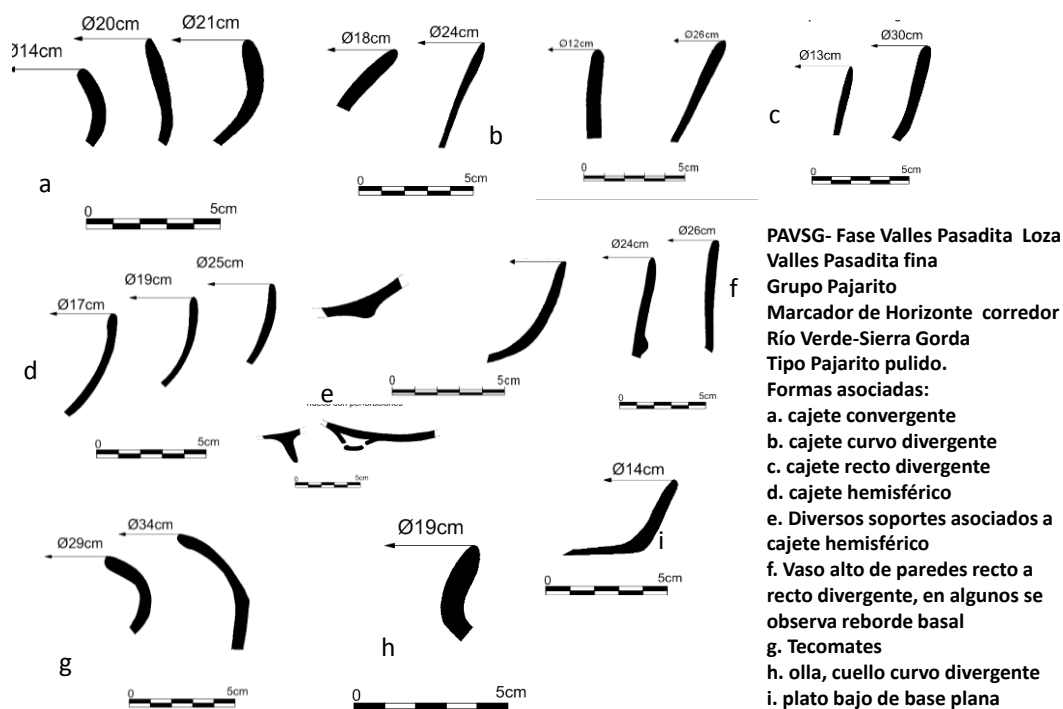 Ø14cm
Ø20cm
Ø21cm
a
0 5cm
Ø18cm
Ø24cm
b
0 5cm
Ø12cm
Ø26cm
0 5cm
Ø13cm
Ø30cm
c
0 5cm
Ø17cm
Ø19cm
Ø25cm
d
0 5cm
e
0 5cm
con perforaciones
0 5cm
Ø24cm
Ø26cm
f
0 5cm
Ø29cm
Ø34cm
g
0 5cm
Ø19cm
h
0 5cm
Ø14cm
i
0 5cm
PAVSG- Fase Valles Pasadita Loza
Valles Pasadita fina
Grupo Pajarito
Marcador de Horizonte corredor
Río Verde-Sierra Gorda
Tipo Pajarito pulido.
Formas asociadas:
a. cajete convergente
b. cajete curvo divergente
c. cajete recto divergente
d. cajete hemisférico
e. Diversos soportes asociados a
cajete hemisférico
f. Vaso alto de paredes recto a
recto divergente, en algunos se
observa reborde basal
g. Tecomates
h. olla, cuello curvo divergente
i. plato bajo de base plana